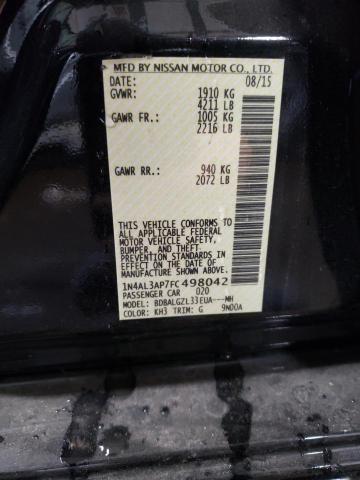 MFD BY NISSAN MOTOR CO., LTD.
DATE: 08/15
GVWR: 1910 KG
4211 LB
GAWR FR.: 1005 KG
2216 LB
GAWR RR.: 940 KG
2072 LB
THIS VEHICLE CONFORMS TO
ALL APPLICABLE FEDERAL
MOTOR VEHICLE SAFETY,
BUMPER, AND THEFT
PREVENTION STANDARDS IN
EFFECT ON THE DATE OF
MANUFACTURE SHOWN ABOVE.
1N4AL3AP7FC498042
PASSENGER CAR 020
MODEL: BDBALGZL33EUA---MH
COLOR: KH3 TRIM: G 9N00A